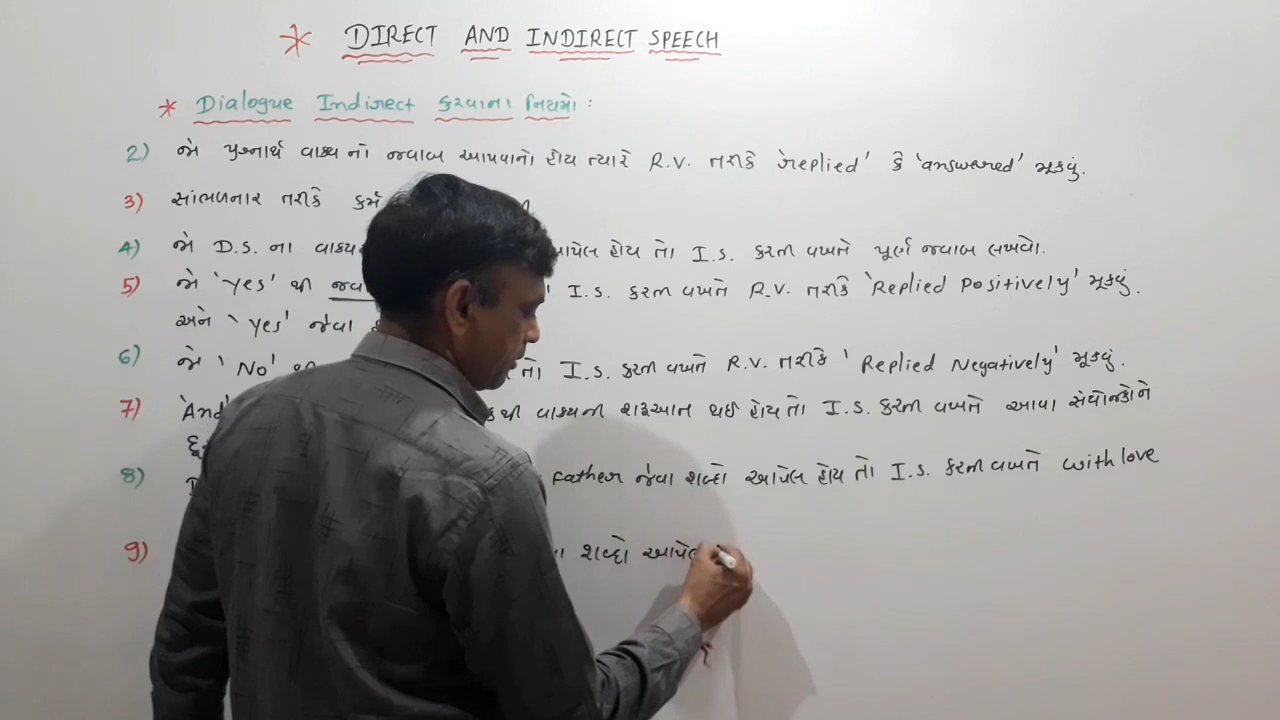 * DIRECT AND INDIRECT SPEECH
* Dialogue Indirect કરવાના નિયમો :
2) જો પ્રશ્નાર્થ વાક્ય નો જવાબ આપવાનો હોય ત્યારે R.V. તરીકે 'replied' કે 'answered' મૂકવું.
3) સાંભળનાર તરીકે કર્મ
4) જો D.S. ના વાક્ય આપેલ હોય તો I.S. કરતી વખતે પૂર્ણ જવાબ લખવો.
5) જો 'Yes' થી I.S. કરતી વખતે R.V. તરીકે 'Replied Positively' મૂકવું.
અને 'Yes' જેવા
6) જો 'No' તો I.S. કરતી વખતે R.V. તરીકે 'Replied Negatively' મૂકવું.
7) 'And' થી વાક્યની શરૂઆત થઈ હોય તો I.S. કરતી વખતે આવા સંયોજકોને
8) Father જેવા શબ્દો આપેલ હોય તો I.S. કરતી વખતે with love
9) શબ્દો આપેલ